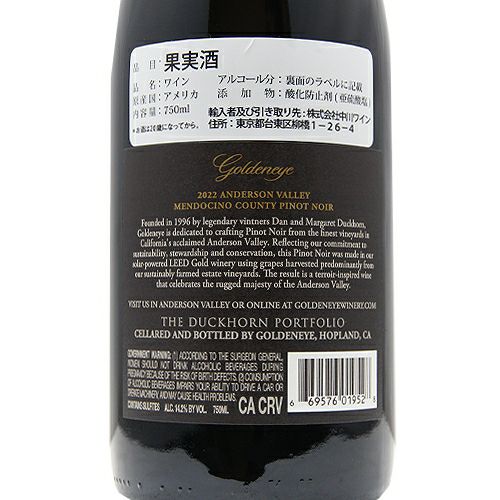 品 目：果実酒
品 名：ワイン アルコール分：裏面のラベルに記載
原産国：アメリカ 添 加 物：酸化防止剤(亜硫酸塩)
内容量：750ml 輸入者及び引き取り先：株式会社中川ワイン
*お酒は20歳になってから。 住所：東京都台東区柳橋1-26-4
Goldeneye
2022 ANDERSON VALLEY
MENDOCINO COUNTY PINOT NOIR
Founded in 1996 by legendary vintners Dan and Margaret Duckhorn,
Goldeneye is dedicated to crafting Pinot Noir from the finest vineyards in
California's acclaimed Anderson Valley. Reflecting our commitment to
sustainability, stewardship and conservation, this Pinot Noir was made in our
solar-powered LEED Gold winery using grapes harvested predominantly from
our sustainably farmed estate vineyards. The result is a terroir-inspired wine
that celebrates the rugged majesty of the Anderson Valley.
VISIT US IN ANDERSON VALLEY OR ONLINE AT GOLDENEYEWINERY.COM
THE DUCKHORN PORTFOLIO
CELLARED AND BOTTLED BY GOLDENEYE, HOPLAND, CA
GOVERNMENT WARNING: (1) ACCORDING TO THE SURGEON GENERAL,
WOMEN SHOULD NOT DRINK ALCOHOLIC BEVERAGES DURING
PREGNANCY BECAUSE OF THE RISK OF BIRTH DEFECTS. (2) CONSUMPTION
OF ALCOHOLIC BEVERAGES IMPAIRS YOUR ABILITY TO DRIVE A CAR OR
OPERATE MACHINERY, AND MAY CAUSE HEALTH PROBLEMS.
CONTAINS SULFITES ALC. 14.2% BY VOL. 750ML CA CRV
6 69576 01952 8